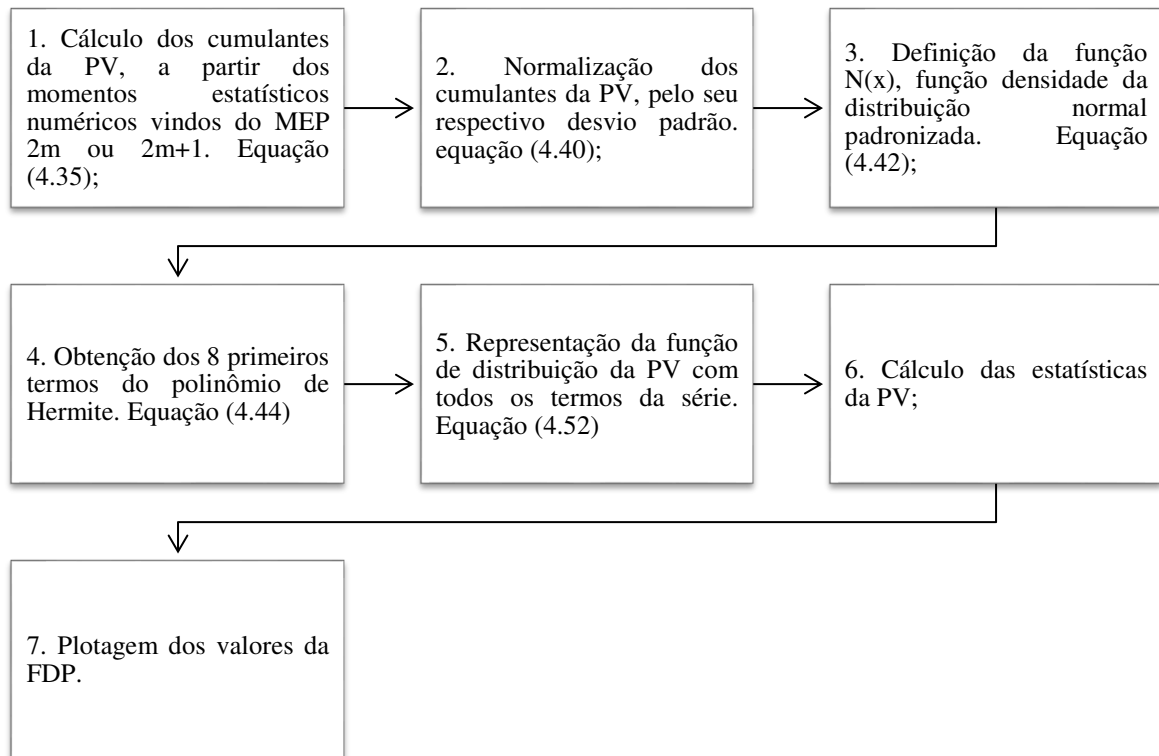 1. Cálculo dos cumulantes
da PV, a partir dos
momentos estatísticos
numéricos vindos do MEP
2m ou 2m+1. Equação
(4.35);
2. Normalização dos
cumulantes da PV, pelo seu
respectivo desvio padrão.
equação (4.40);
3. Definição da função
N(x), função densidade da
distribuição normal
padronizada. Equação
(4.42);
4. Obtenção dos 8 primeiros
termos do polinômio de
Hermite. Equação (4.44)
5. Representação da função
de distribuição da PV com
todos os termos da série.
Equação (4.52)
6. Cálculo das estatísticas
da PV;
7. Plotagem dos valores da
FDP.